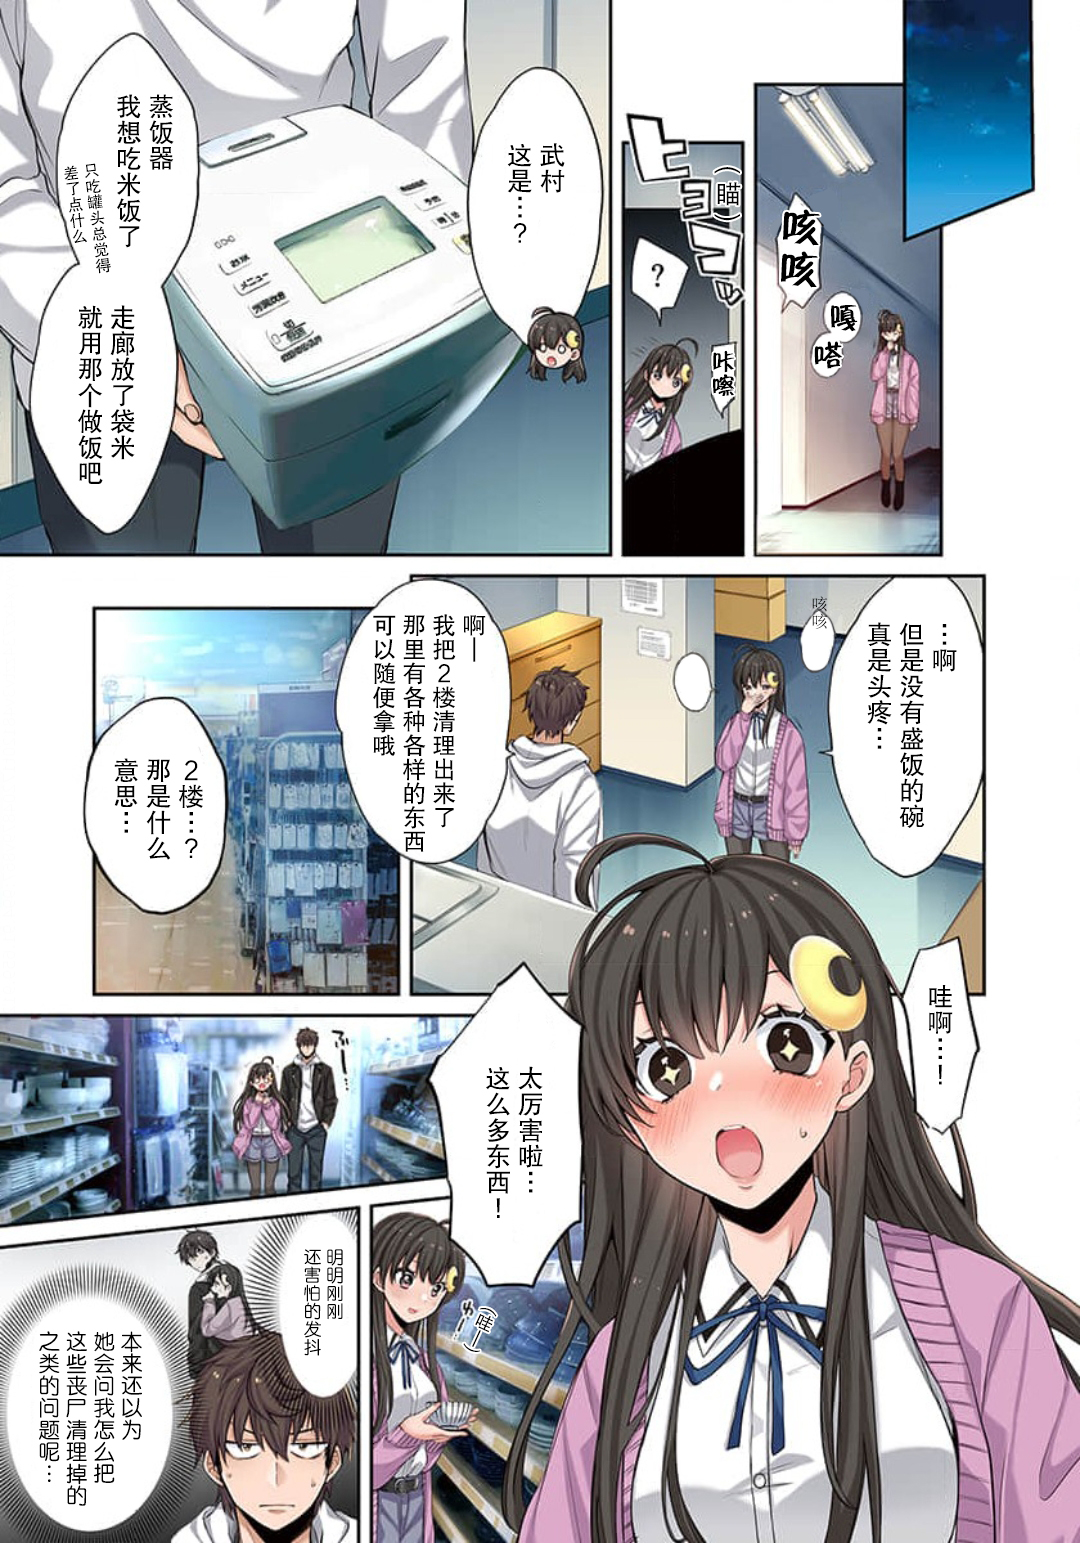 咳
咳
嘎
嗒
(瞄)
ヒョコッ
？
咔嚓
武村
这是…？
蒸饭器
我想吃米饭了
只吃罐头总觉得
差了点什么
走廊放了袋米
就用那个做饭吧
メニュー
…啊
但是没有盛饭的碗
真是头疼…
咳
咳
啊—
我把２楼清理出来了
那里有各种各样的东西
可以随便拿哦
２楼…？
那是什么
意思…
哇啊…！
太厉害啦…
这么多东西！
ふー…
(哇—)
明明刚刚
还害怕的发抖
本来还以为
她会问我怎么把
这些丧尸清理掉的
之类的问题呢…